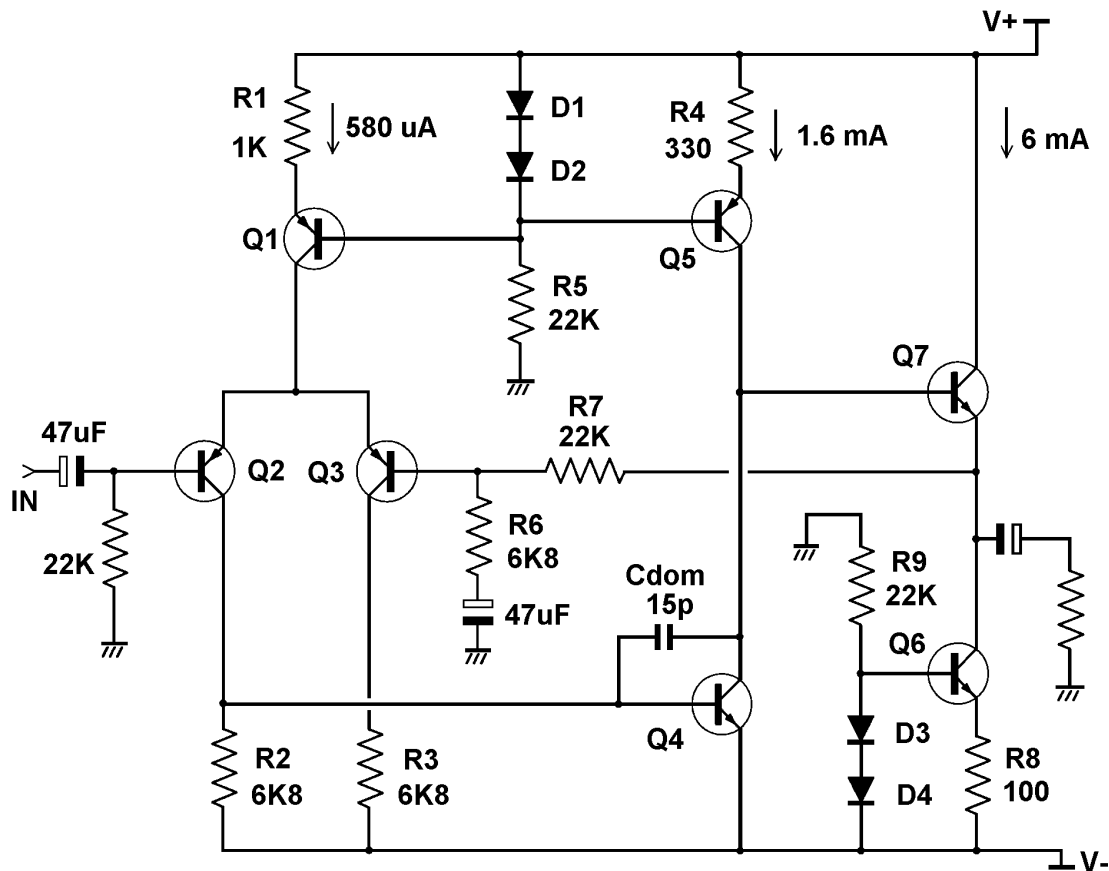 V+
R1
1K
580 uA
D1
D2
R4
330
1.6 mA
6 mA
Q1
Q5
R5
22K
Q7
R7
22K
47uF
IN
Q2
Q3
22K
R6
6K8
47uF
Cdom
15p
R9
22K
Q6
Q4
R2
6K8
R3
6K8
D3
D4
R8
100
V-